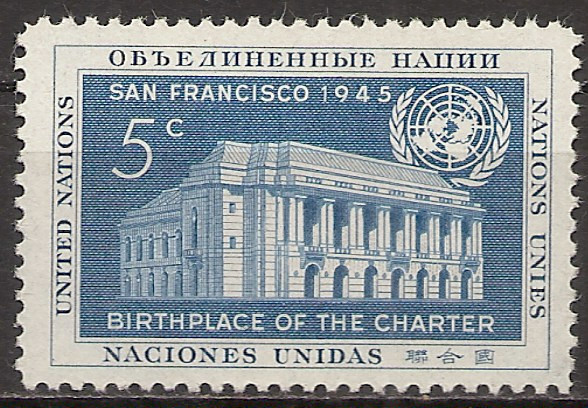 ОБЪЕДИНЕННЫЕ НАЦИИ
SAN FRANCISCO 1945
5c
UNITED NATIONS
NATIONS UNIES
BIRTHPLACE OF THE CHARTER
NACIONES UNIDAS 聯合國